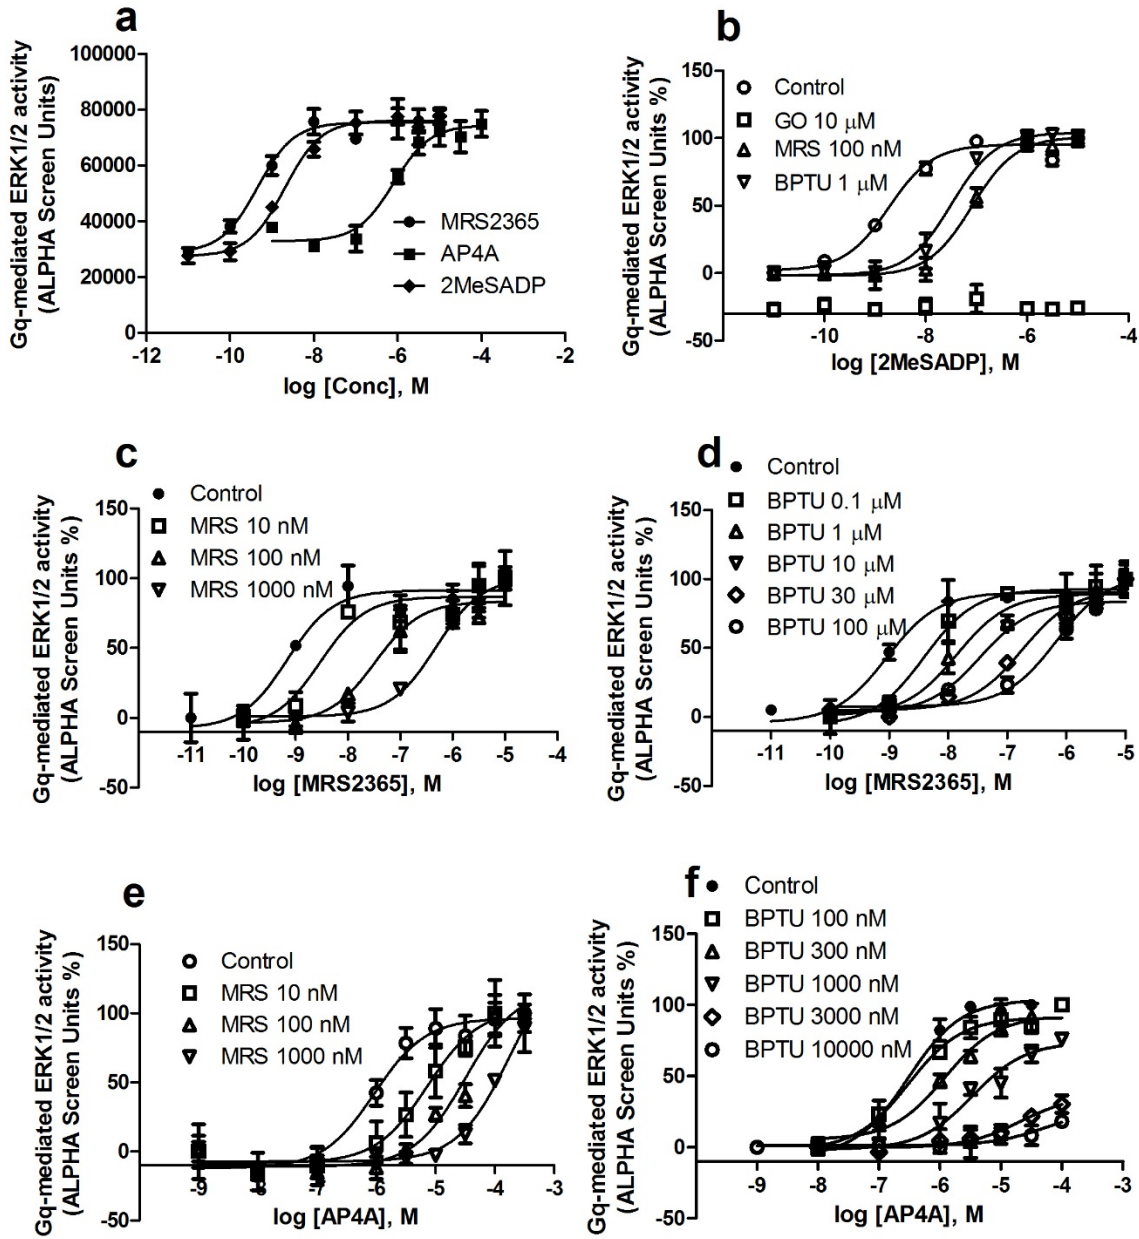 a
Gq-mediated ERK1/2 activity
(ALPHA Screen Units)
100000
80000
60000
40000
20000
0
MRS2365
AP4A
2MeSADP
-12 -10 -8 -6 -4 -2
log [Conc], M
b
Gq-mediated ERK1/2 activity
(ALPHA Screen Units %)
150
100
50
0
-50
Control
GO 10 µM
MRS 100 nM
BPTU 1 µM
-10 -8 -6 -4
log [2MeSADP], M
c
Gq-mediated ERK1/2 activity
(ALPHA Screen Units %)
Control
MRS 10 nM
MRS 100 nM
MRS 1000 nM
150
100
50
0
-50
-11 -10 -9 -8 -7 -6 -5 -4
log [MRS2365], M
d
Gq-mediated ERK1/2 activity
(ALPHA Screen Units %)
Control
BPTU 0.1 µM
BPTU 1 µM
BPTU 10 µM
BPTU 30 µM
BPTU 100 µM
150
100
50
0
-50
-11 -10 -9 -8 -7 -6 -5
log [MRS2365], M
e
Gq-mediated ERK1/2 activity
(ALPHA Screen Units %)
150
100
50
0
-50
Control
MRS 10 nM
MRS 100 nM
MRS 1000 nM
-9 -8 -7 -6 -5 -4 -3
log [AP4A], M
f
Gq-mediated ERK1/2 activity
(ALPHA Screen Units %)
Control
BPTU 100 nM
BPTU 300 nM
BPTU 1000 nM
BPTU 3000 nM
BPTU 10000 nM
150
100
50
0
-50
-9 -8 -7 -6 -5 -4 -3
log [AP4A], M